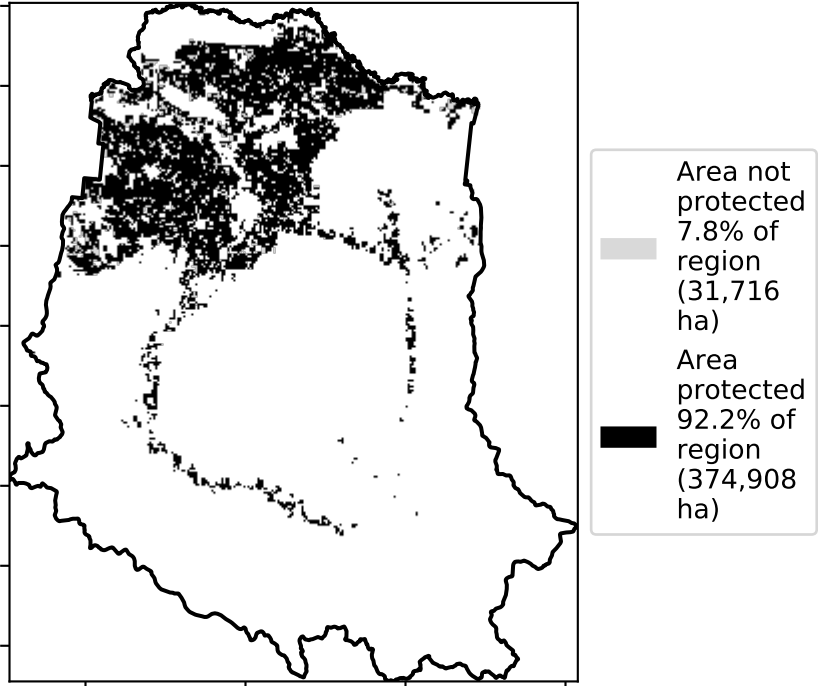 Area not
protected
7.8% of
region
(31,716
ha)
Area
protected
92.2% of
region
(374,908
ha)